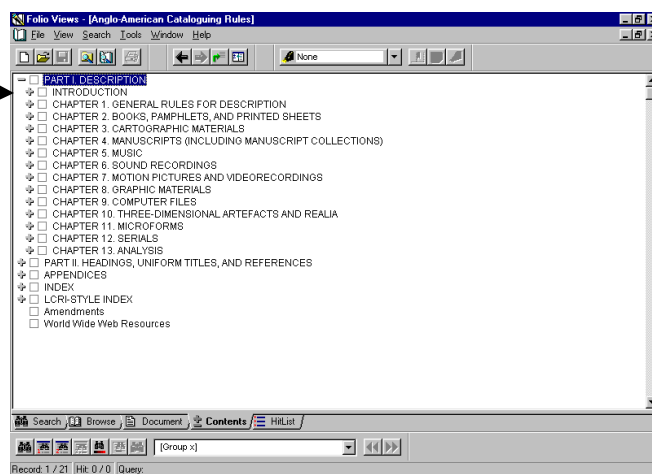 Folio Views - [Anglo-American Cataloguing Rules]
File View Search Tools Window Help
None
PART I. DESCRIPTION
INTRODUCTION
CHAPTER 1. GENERAL RULES FOR DESCRIPTION
CHAPTER 2. BOOKS, PAMPHLETS, AND PRINTED SHEETS
CHAPTER 3. CARTOGRAPHIC MATERIALS
CHAPTER 4. MANUSCRIPTS (INCLUDING MANUSCRIPT COLLECTIONS)
CHAPTER 5. MUSIC
CHAPTER 6. SOUND RECORDINGS
CHAPTER 7. MOTION PICTURES AND VIDEORECORDINGS
CHAPTER 8. GRAPHIC MATERIALS
CHAPTER 9. COMPUTER FILES
CHAPTER 10. THREE-DIMENSIONAL ARTEFACTS AND REALIA
CHAPTER 11. MICROFORMS
CHAPTER 12. SERIALS
CHAPTER 13. ANALYSIS
PART II. HEADINGS, UNIFORM TITLES, AND REFERENCES
APPENDICES
INDEX
LCRI-STYLE INDEX
Amendments
World Wide Web Resources
Search Browse Document Contents HitList
[Group x]
Record: 1 / 21 Hit: 0 / 0 Query: